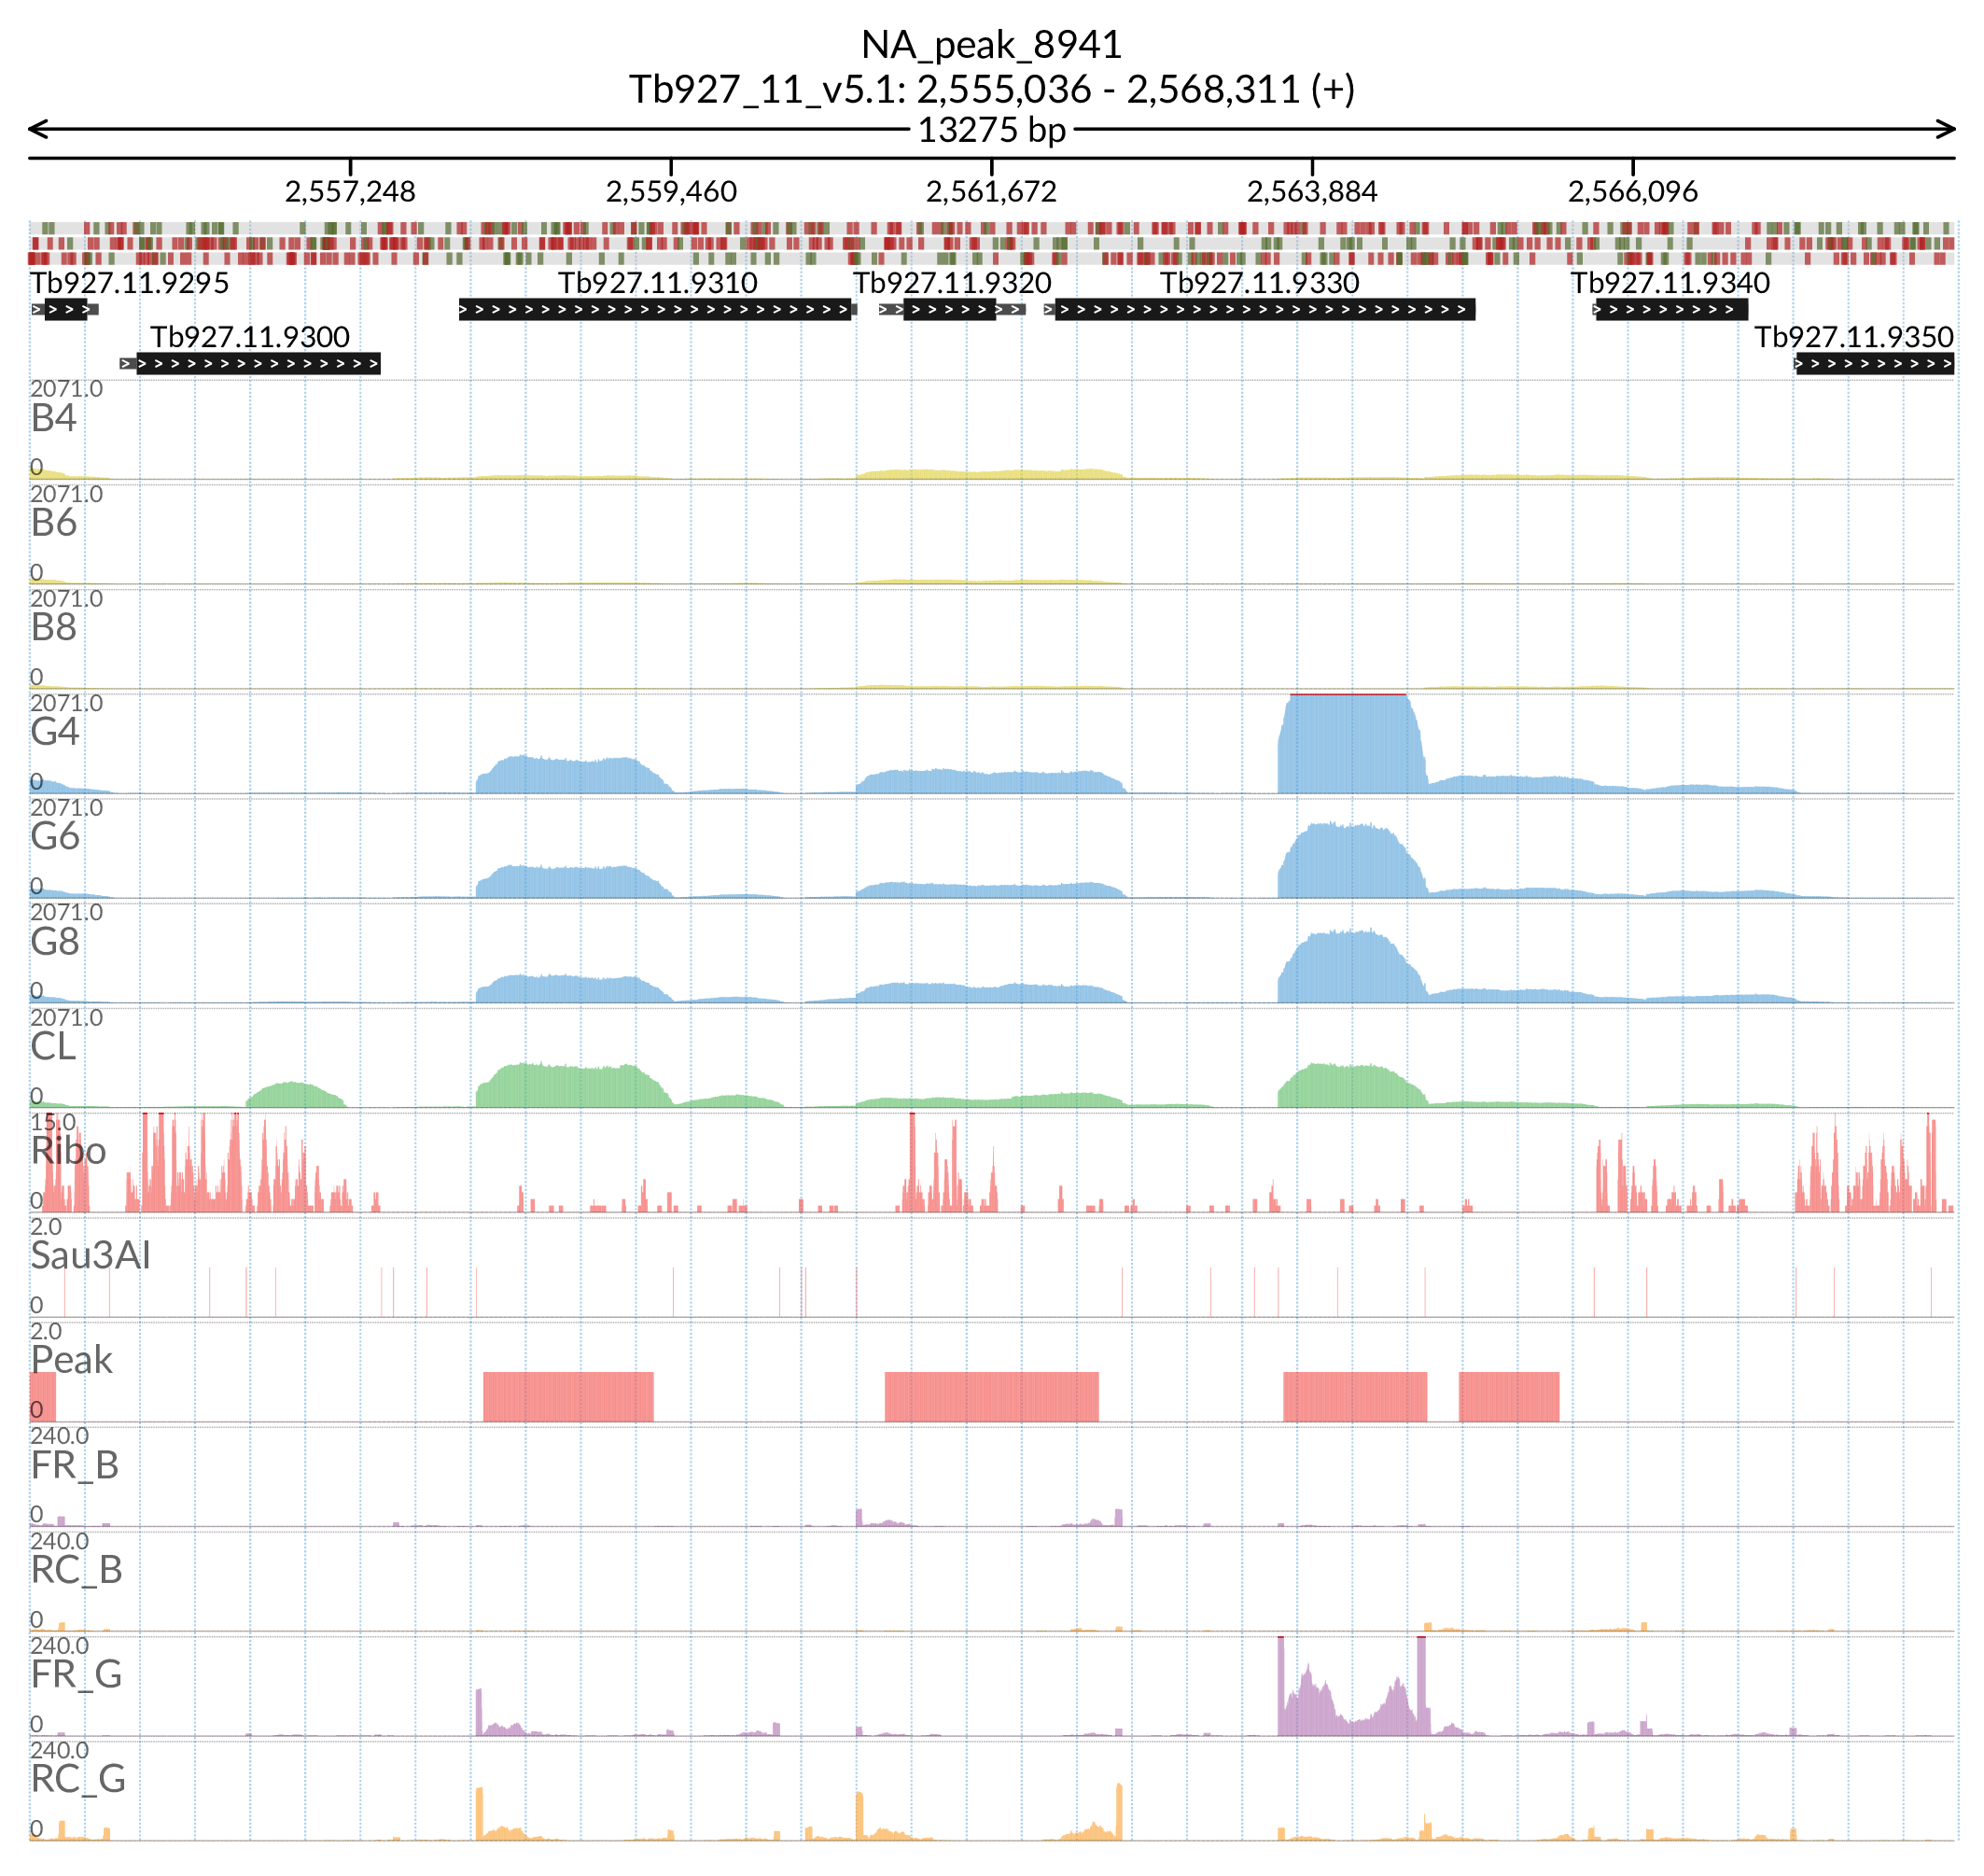 NA_peak_8941
Tb927_11_v5.1: 2,555,036 - 2,568,311 (+)
13275 bp
2,557,248 2,559,460 2,561,672 2,563,884 2,566,096
Tb927.11.9295 Tb927.11.9310 Tb927.11.9320 Tb927.11.9330 Tb927.11.9340
Tb927.11.9300 Tb927.11.9350
2071.0
B4
0
2071.0
B6
0
2071.0
B8
0
2071.0
G4
0
2071.0
G6
0
2071.0
G8
0
2071.0
CL
0
15.0
Ribo
0
2.0
Sau3AI
0
2.0
Peak
0
240.0
FR_B
0
240.0
RC_B
0
240.0
FR_G
0
240.0
RC_G
0